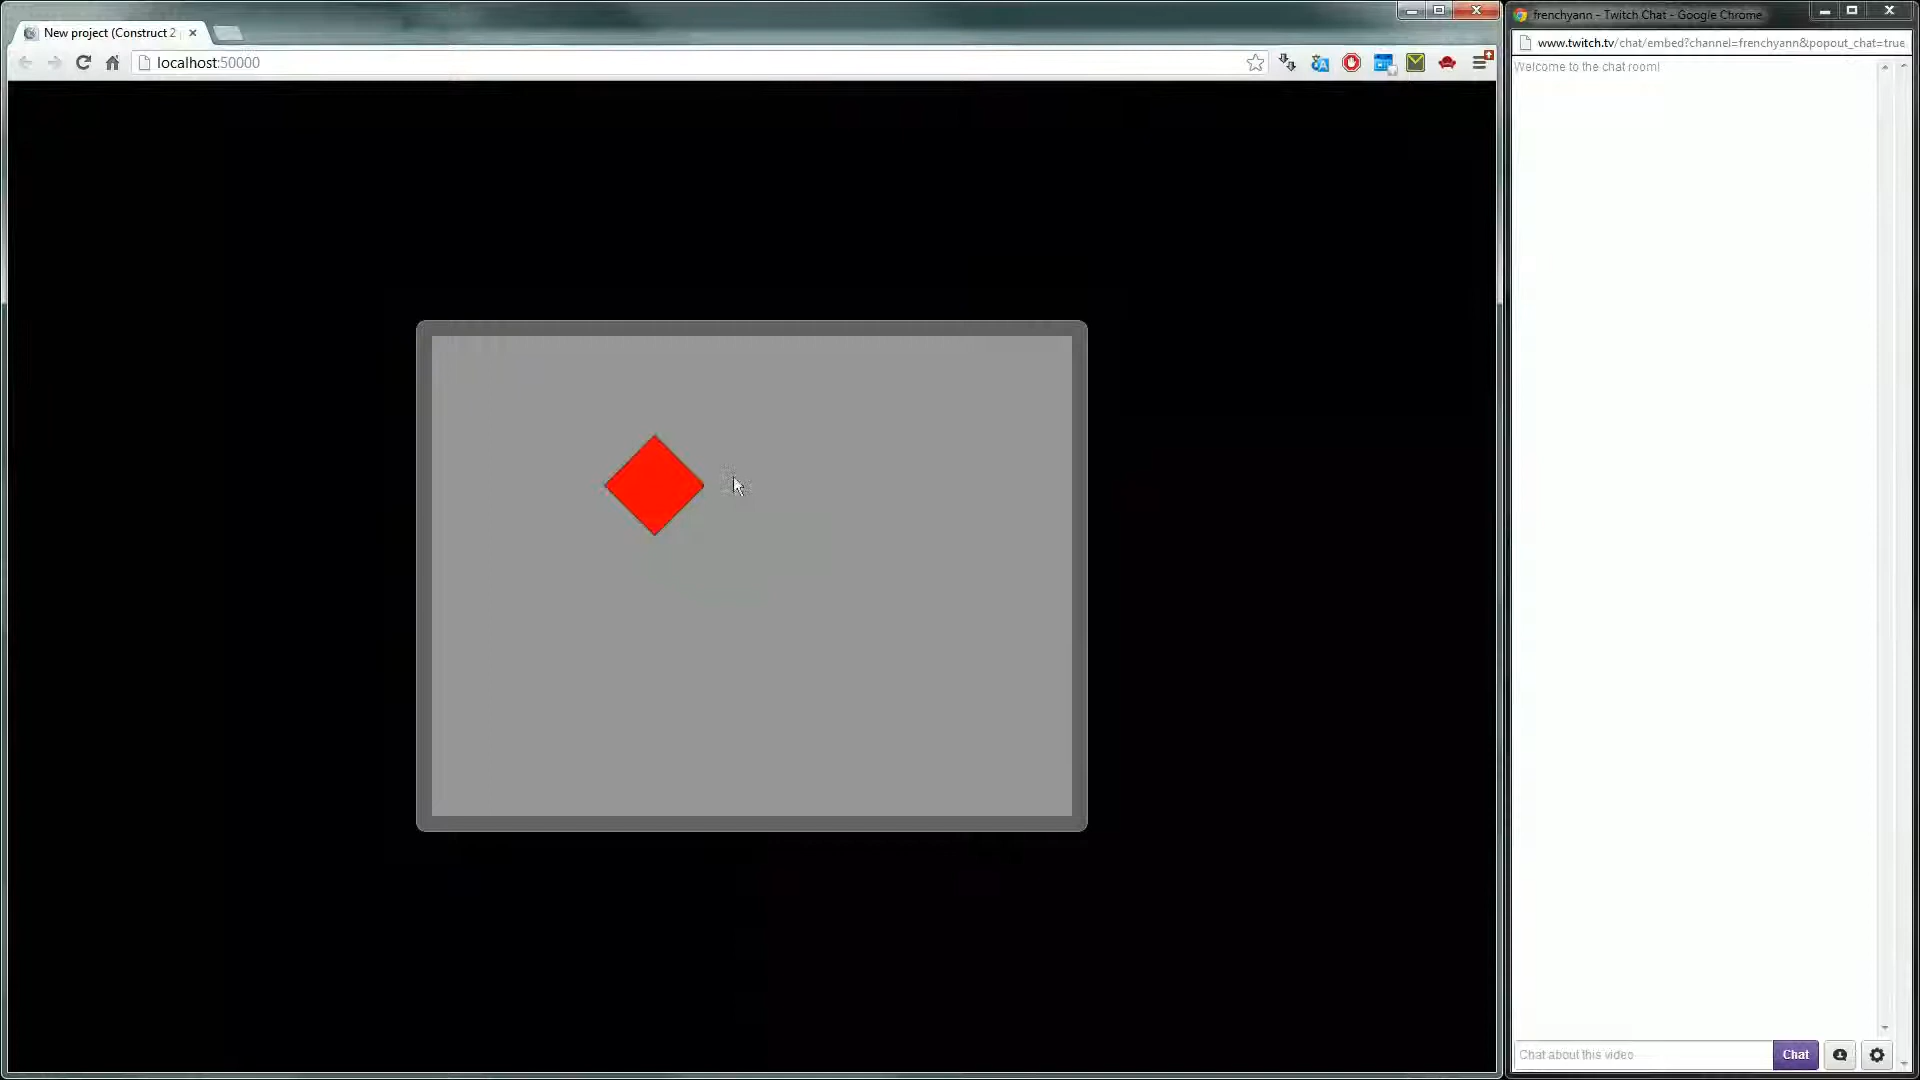 New project (Construct 2
localhost:50000
frenchyann - Twitch Chat - Google Chrome
www.twitch.tv/chat/embed?channel=frenchyann&popout_chat=true
Welcome to the chat room!
Chat about this video
Chat